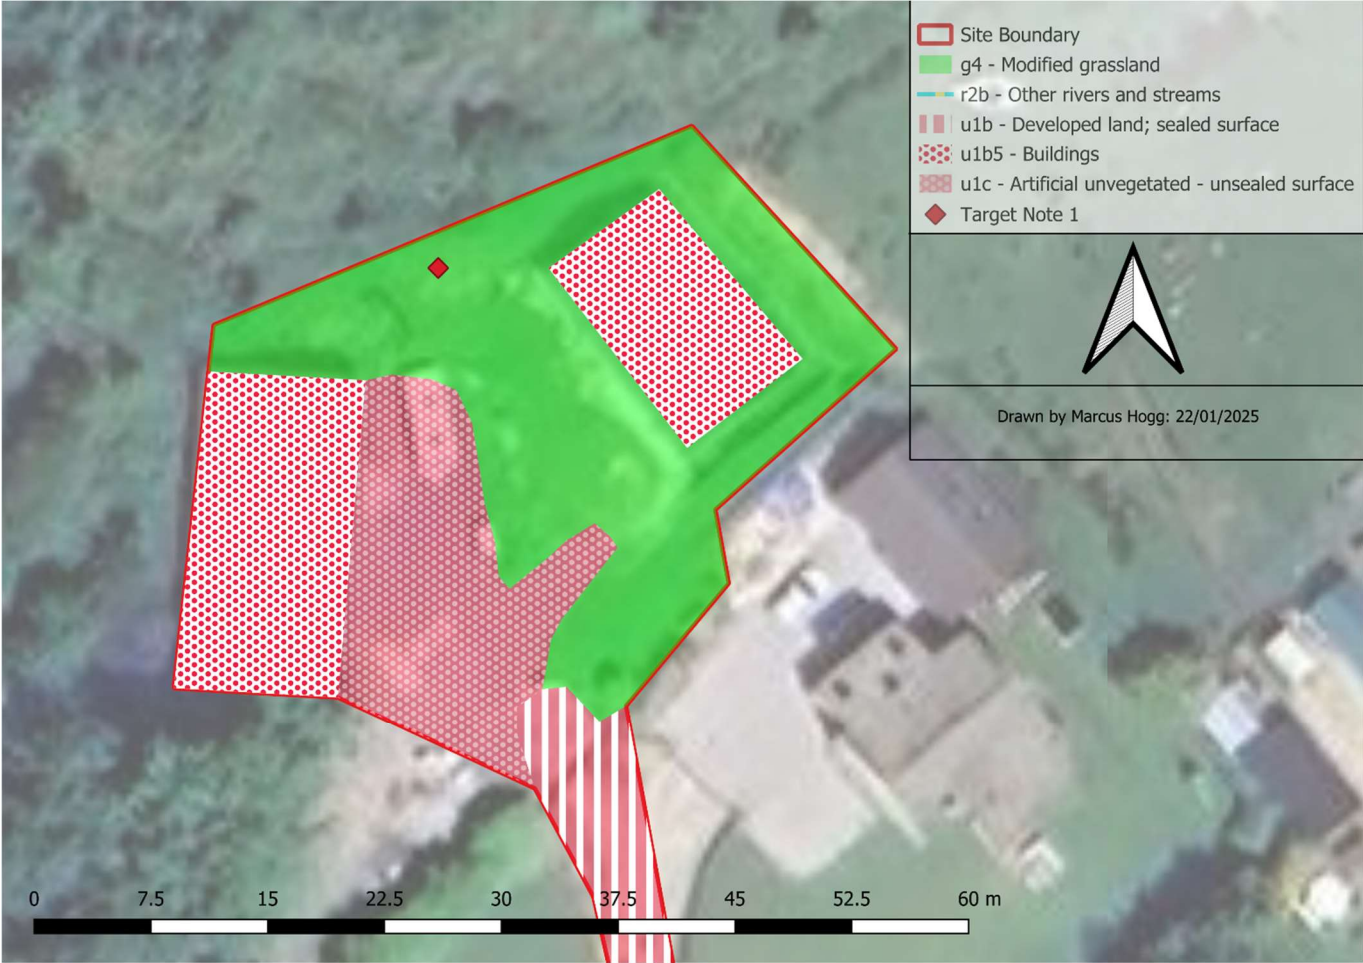 Site Boundary
g4 - Modified grassland
r2b - Other rivers and streams
u1b - Developed land; sealed surface
u1b5 - Buildings
u1c - Artificial unvegetated - unsealed surface
Target Note 1
Drawn by Marcus Hogg: 22/01/2025
0 7.5 15 22.5 30 37.5 45 52.5 60 m